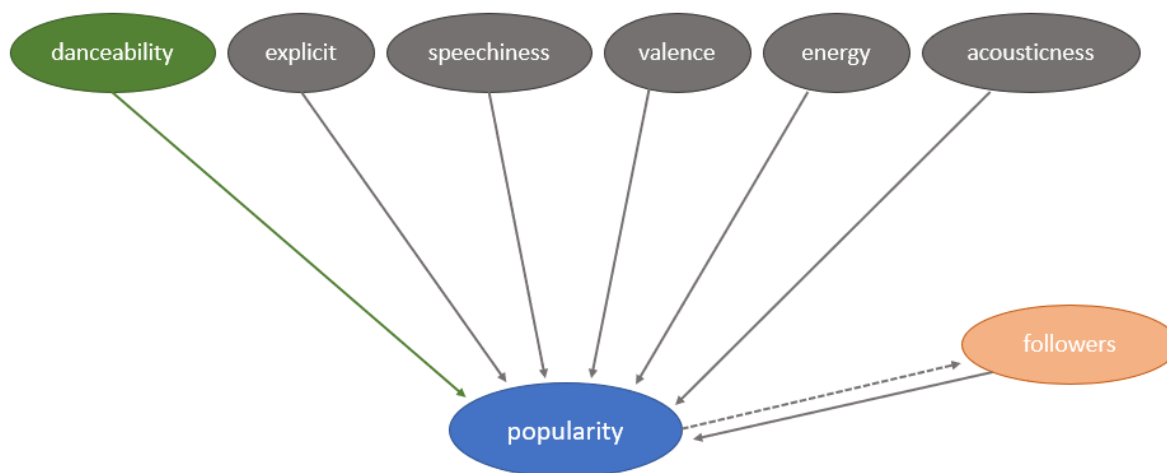 danceability
explicit
speechiness
valence
energy
acousticness
followers
popularity